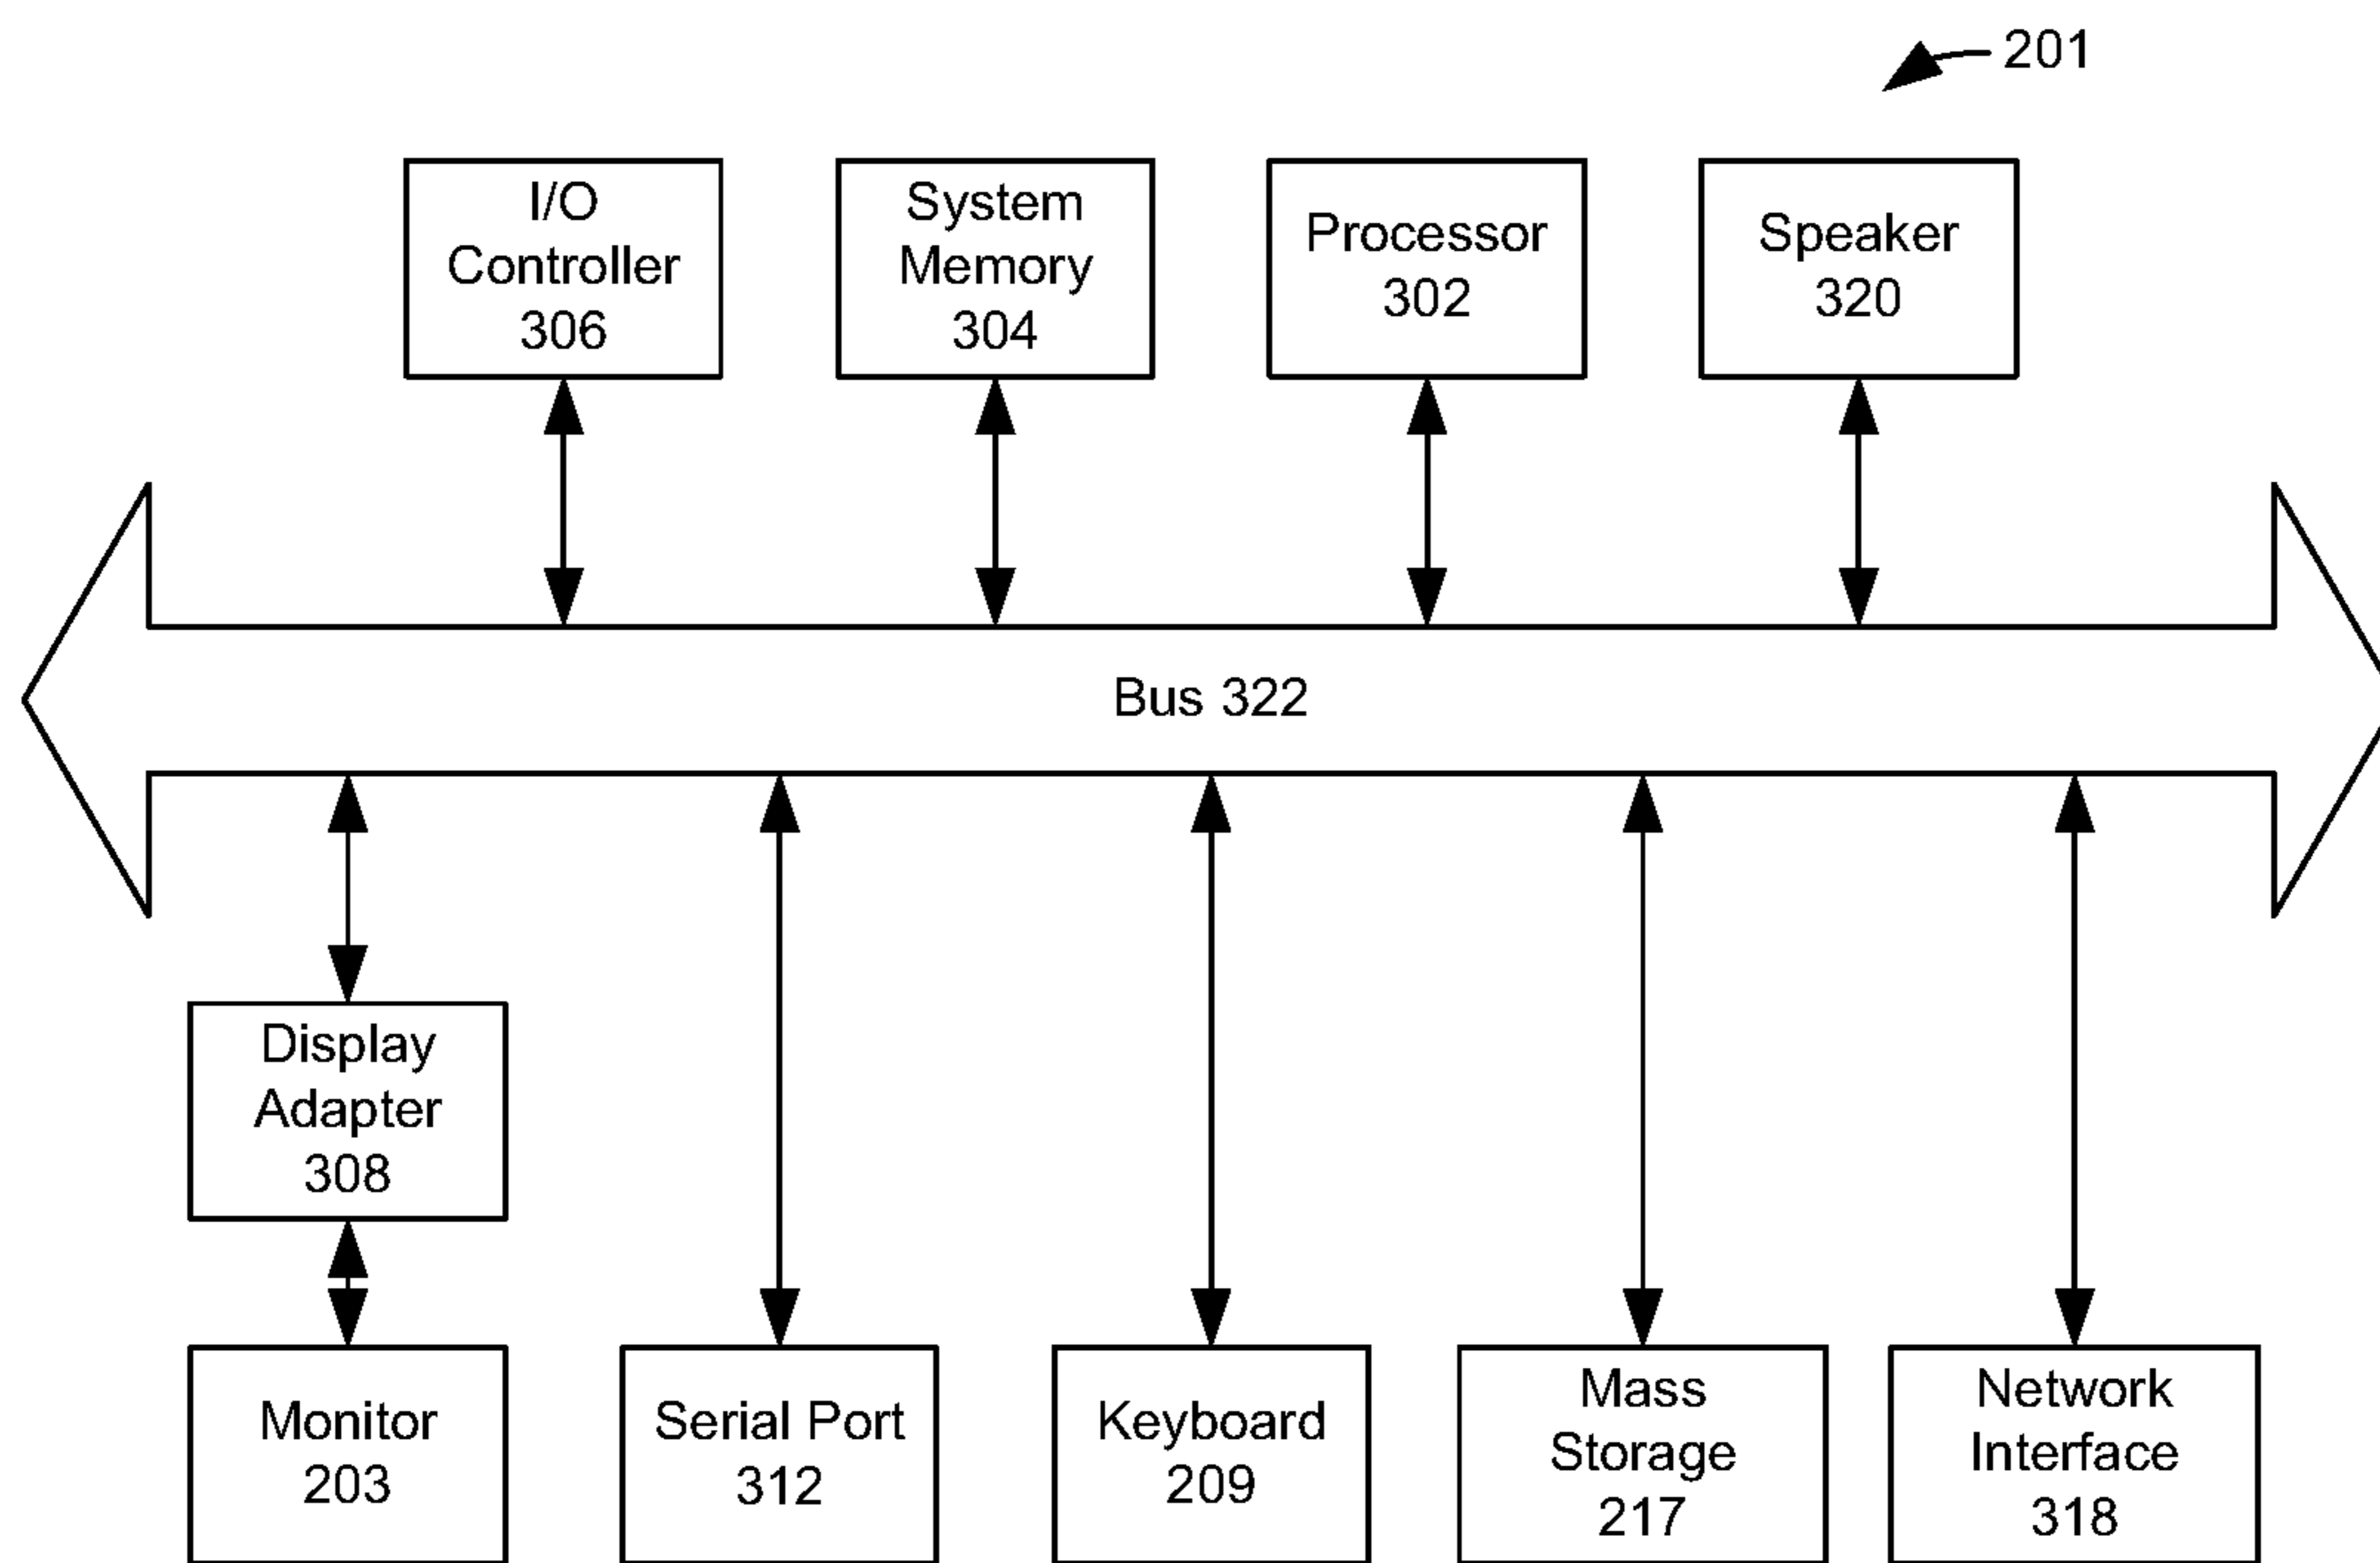 201
I/O
Controller
306
System
Memory
304
Processor
302
Speaker
320
Bus 322
Display
Adapter
308
Monitor
203
Serial Port
312
Keyboard
209
Mass
Storage
217
Network
Interface
318